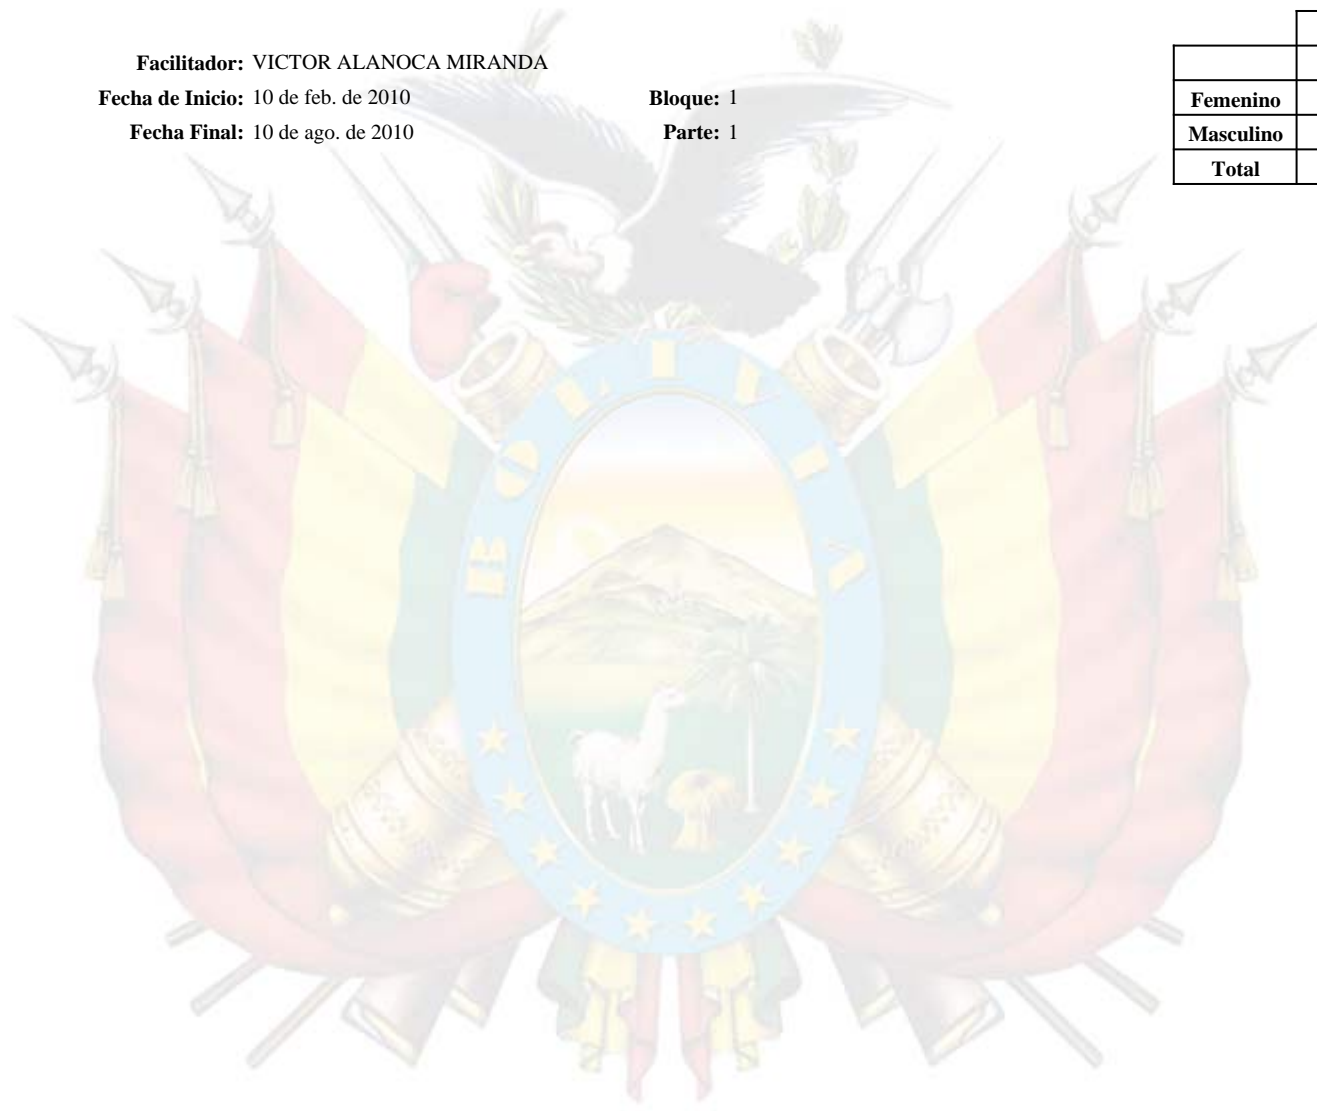 Facilitador: VICTOR ALANOCA MIRANDA
Fecha de Inicio: 10 de feb. de 2010 Bloque: 1
Fecha Final: 10 de ago. de 2010 Parte: 1
Femenino
Masculino
Total
BOLIVIA